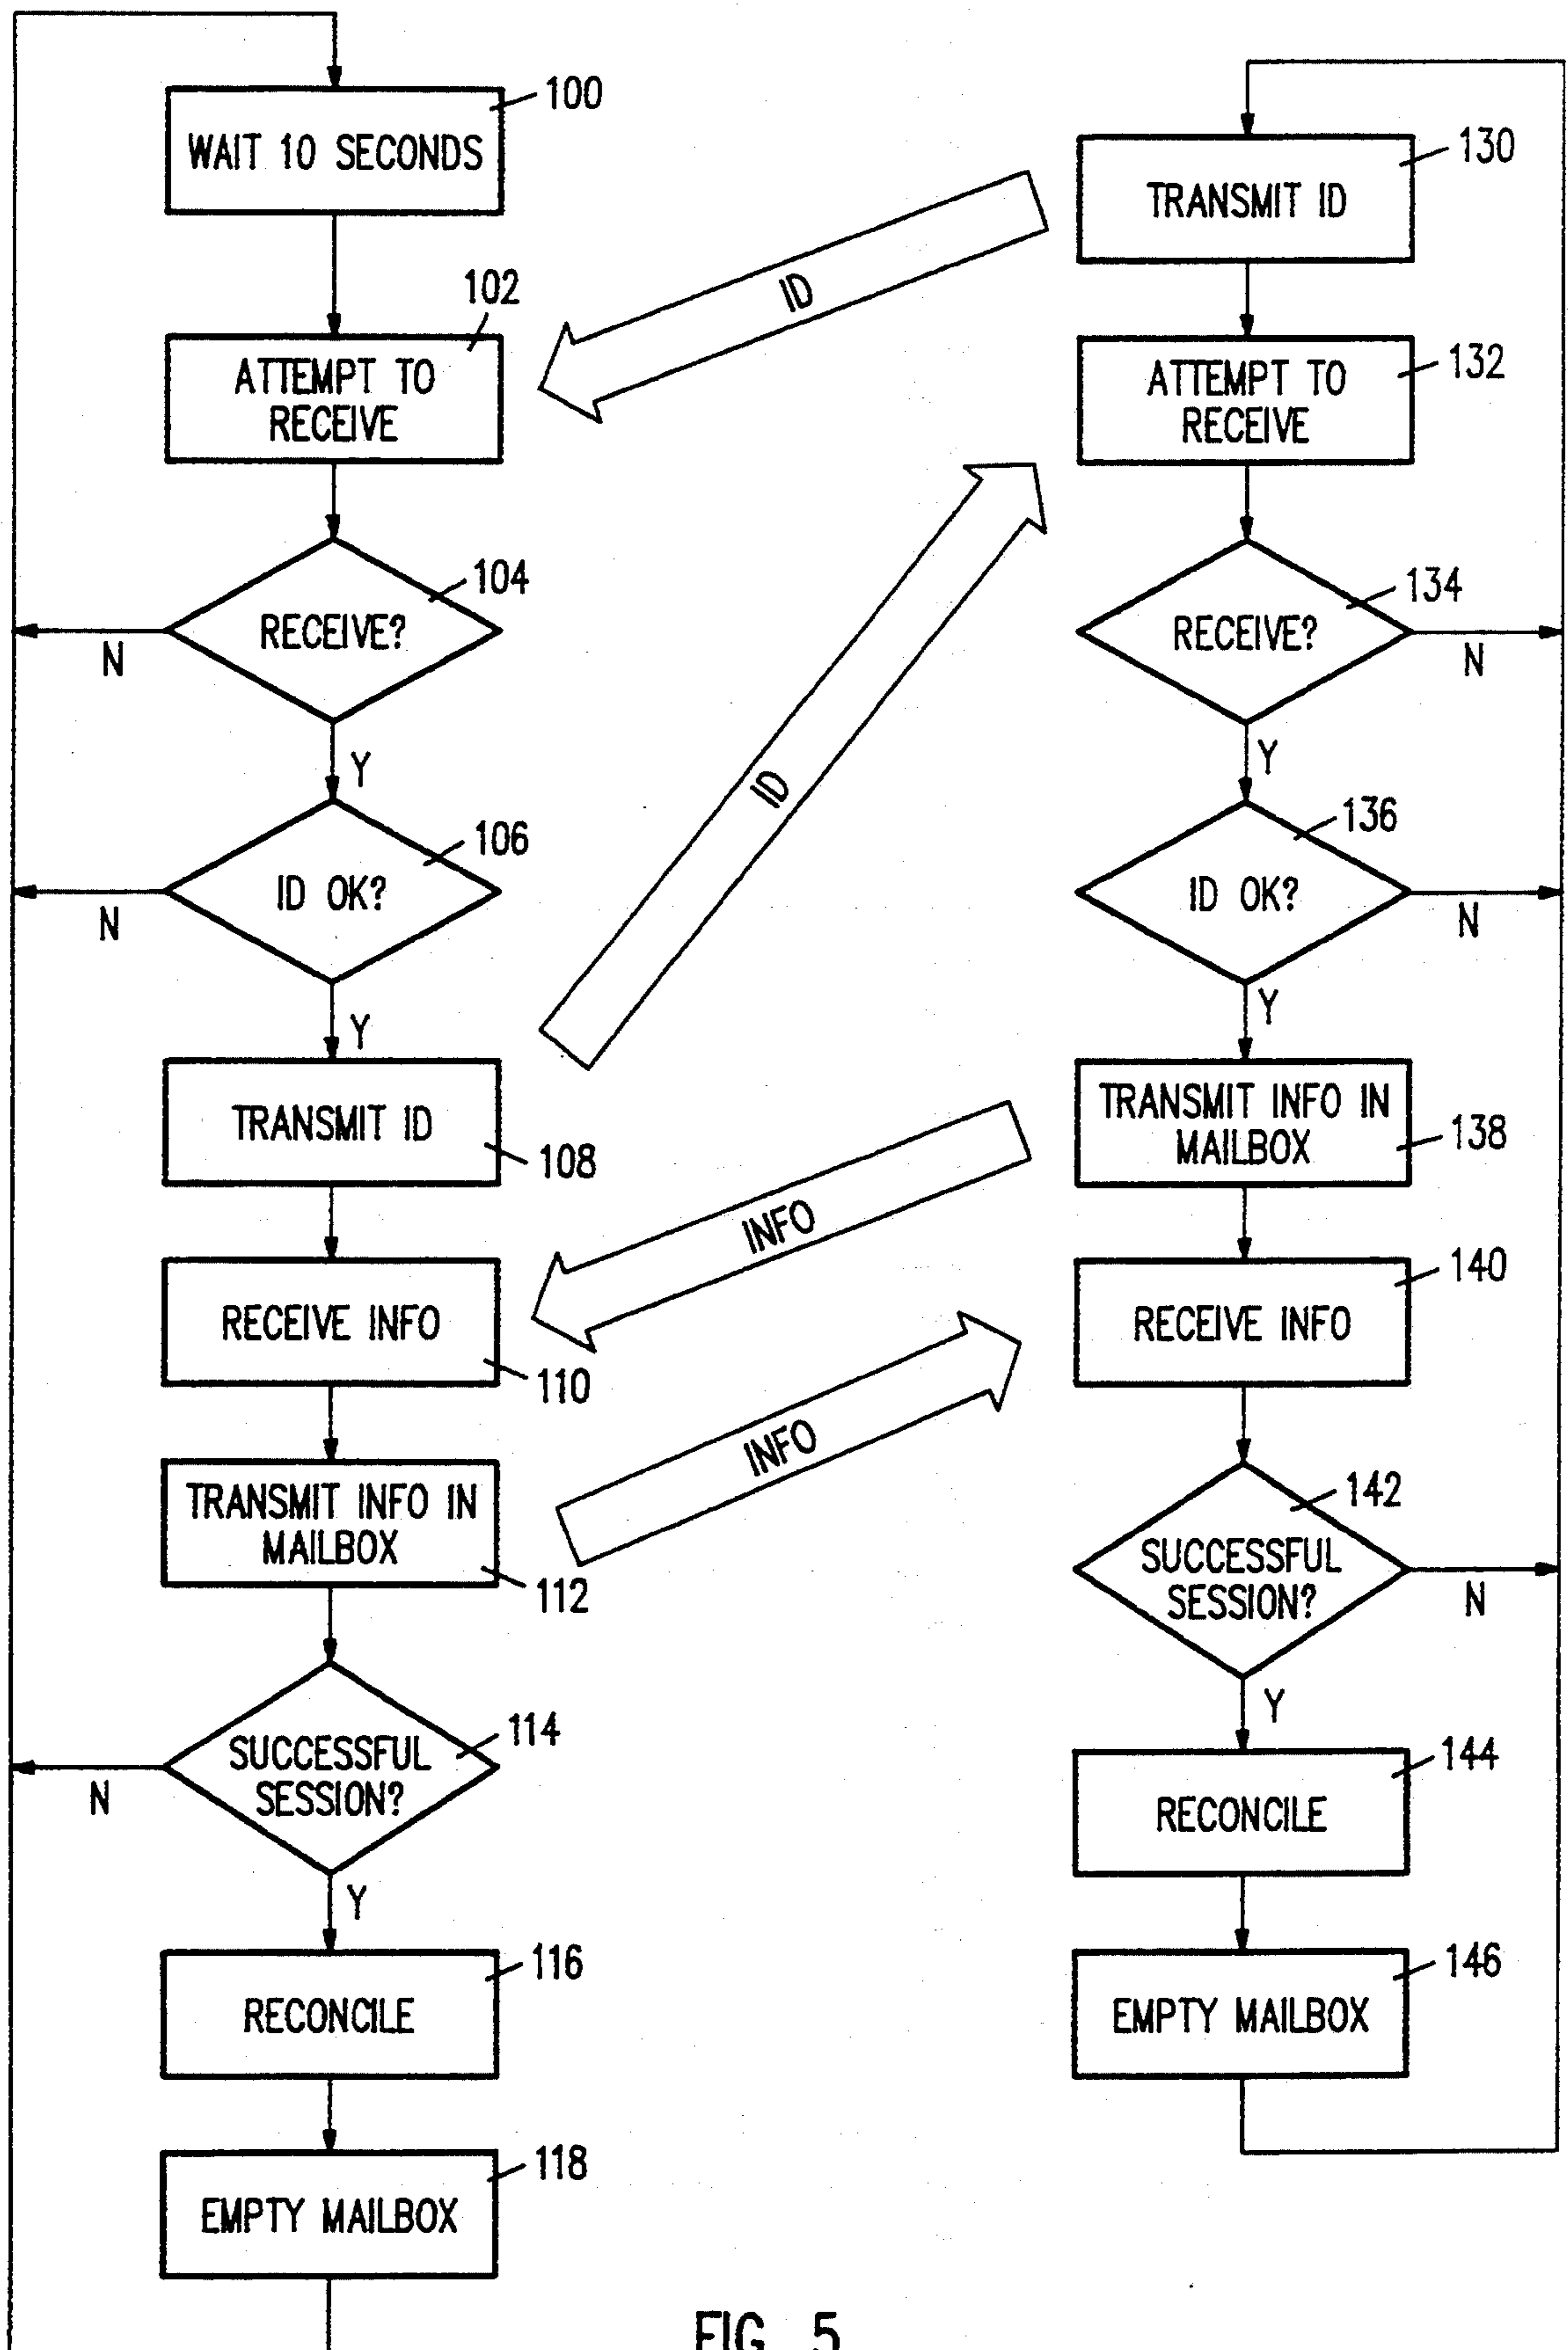 100
WAIT 10 SECONDS
102
ATTEMPT TO
RECEIVE
104
RECEIVE?
N
Y
106
ID OK?
N
Y
TRANSMIT ID
108
RECEIVE INFO
110
TRANSMIT INFO IN
MAILBOX
112
114
SUCCESSFUL
SESSION?
N
Y
116
RECONCILE
118
EMPTY MAILBOX
ID
ID
INFO
INFO
130
TRANSMIT ID
132
ATTEMPT TO
RECEIVE
134
RECEIVE?
N
Y
136
ID OK?
N
Y
TRANSMIT INFO IN
MAILBOX
138
140
RECEIVE INFO
142
SUCCESSFUL
SESSION?
N
Y
144
RECONCILE
146
EMPTY MAILBOX
FIG. 5